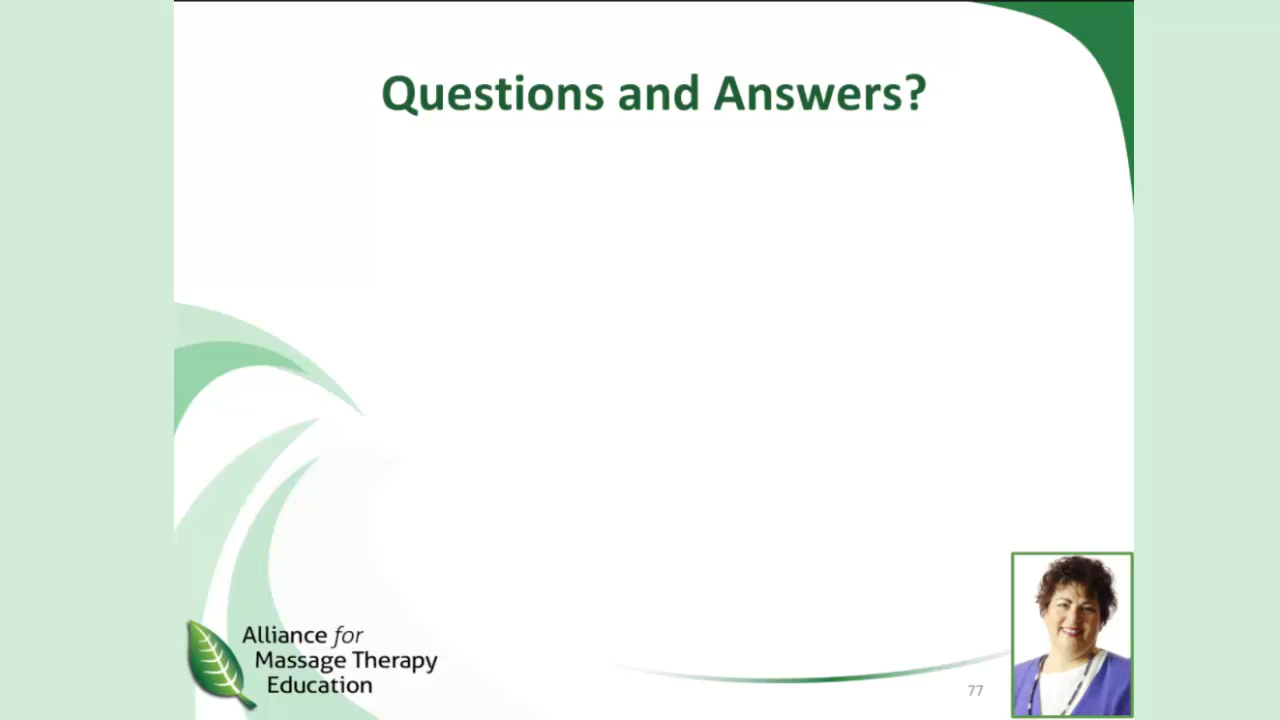 Questions and Answers?
Alliance for
Massage Therapy
Education
77